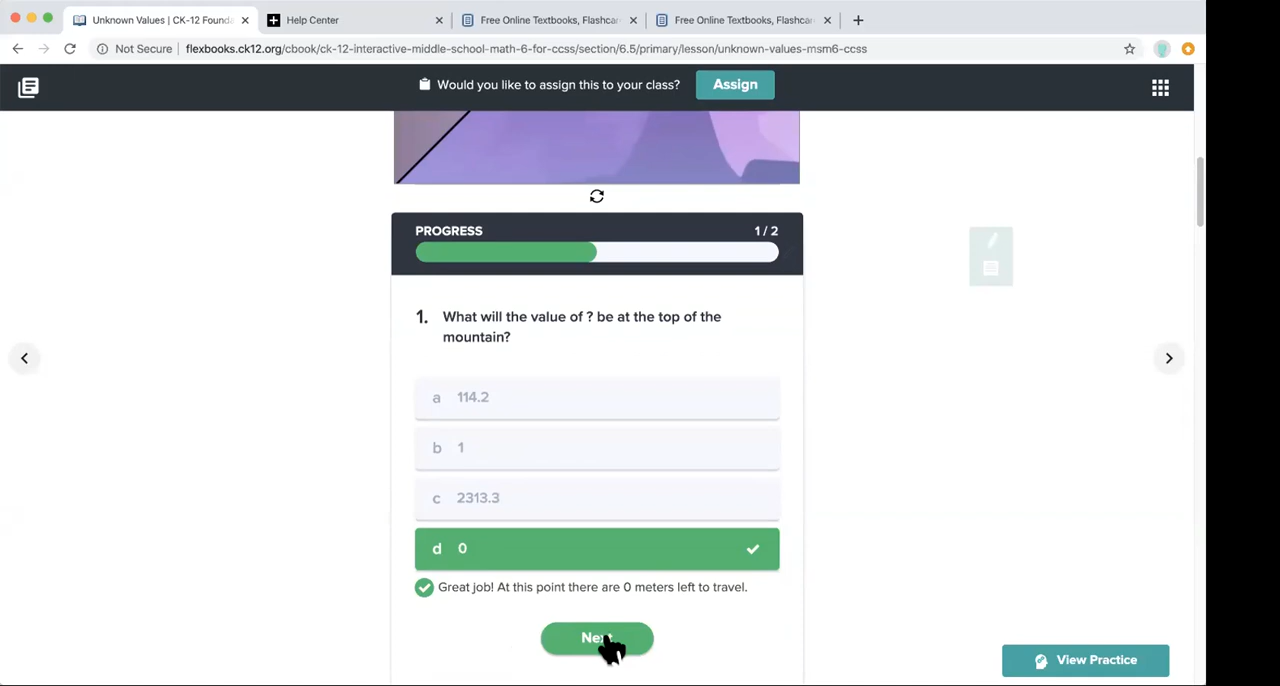 Unknown Values | CK-12 Founda
Help Center
Free Online Textbooks, Flashcar
Free Online Textbooks, Flashcar
Not Secure | flexbooks.ck12.org/cbook/ck-12-interactive-middle-school-math-6-for-ccss/section/6.5/primary/lesson/unknown-values-msm6-ccss
Would you like to assign this to your class? Assign
PROGRESS 1 / 2
1. What will the value of ? be at the top of the
mountain?
a 114.2
b 1
c 2313.3
d 0
Great job! At this point there are 0 meters left to travel.
Next
View Practice